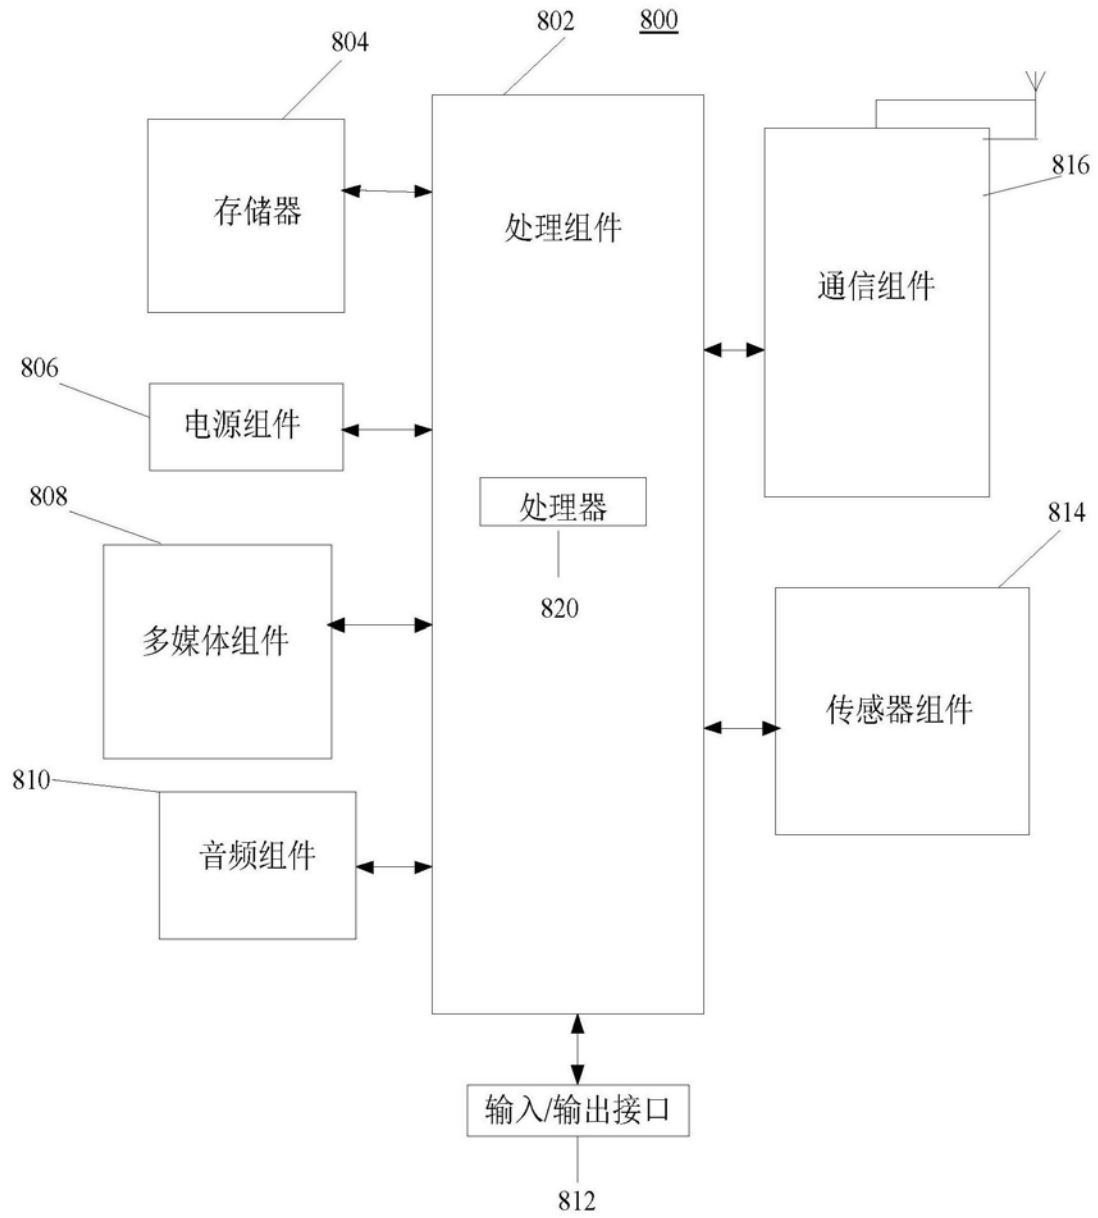 800
802
804
存储器
处理组件
816
通信组件
806
电源组件
808
处理器
820
814
多媒体组件
传感器组件
810
音频组件
输入/输出接口
812